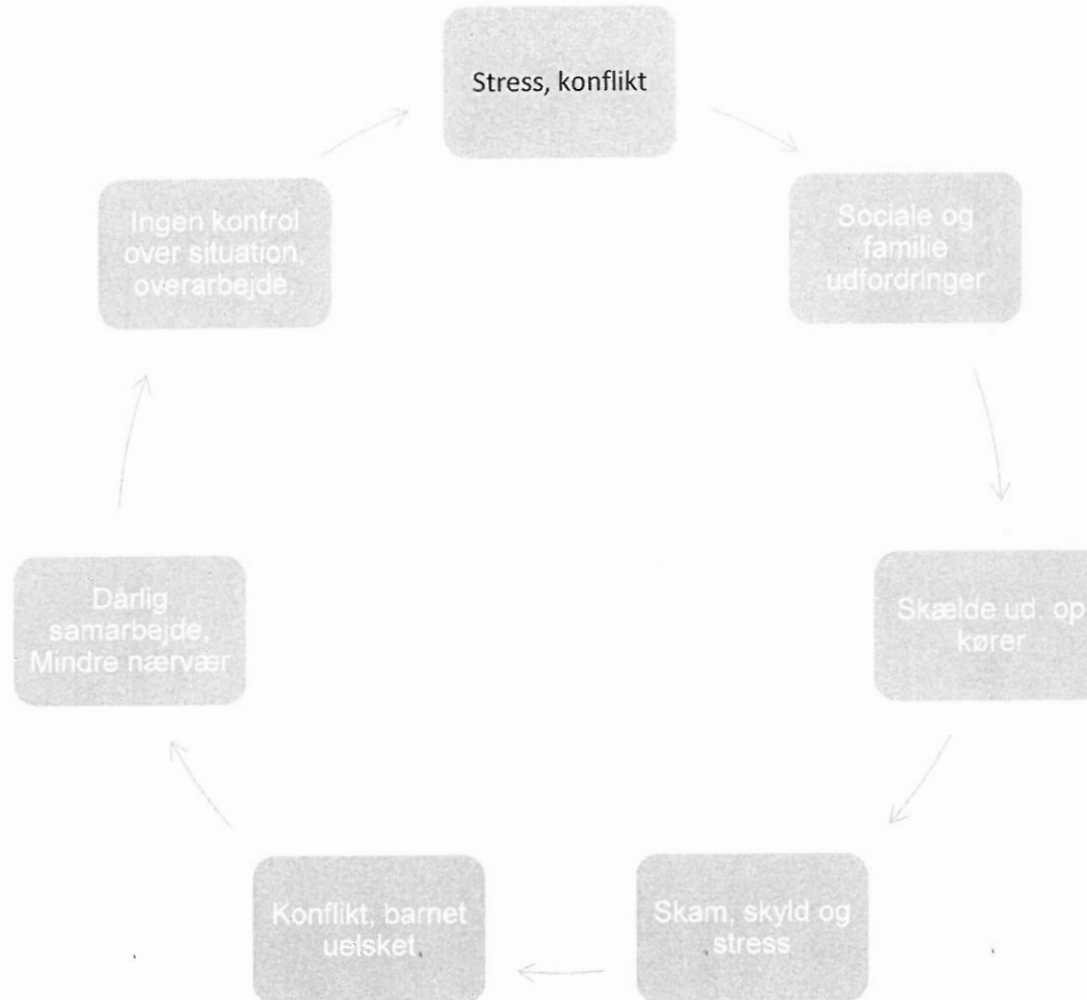 Stress, konflikt
Sociale og
familie
udfordringer
Skælde ud. op
kører
Skam, skyld og
stress
Konflikt, barnet
uelsket
Dårlig
samarbejde,
Mindre nærvær
Ingen kontrol
over situation,
overarbejde.